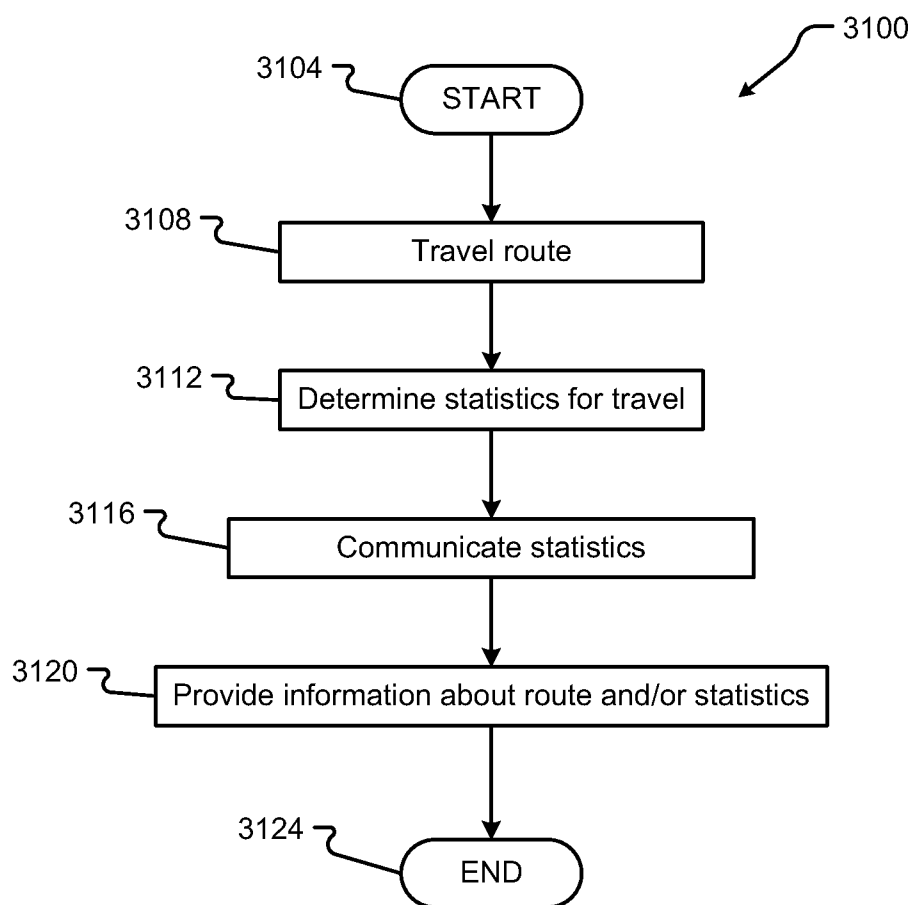 3100
3104
START
3108
Travel route
3112
Determine statistics for travel
3116
Communicate statistics
3120
Provide information about route and/or statistics
3124
END